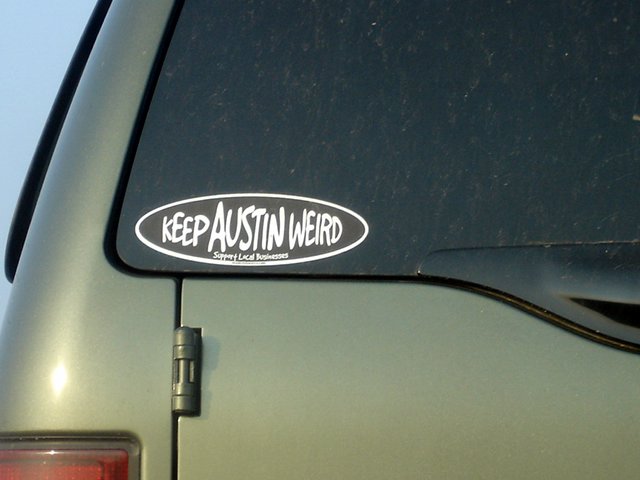 KEEP AUSTIN WEIRD
Support Local Businesses